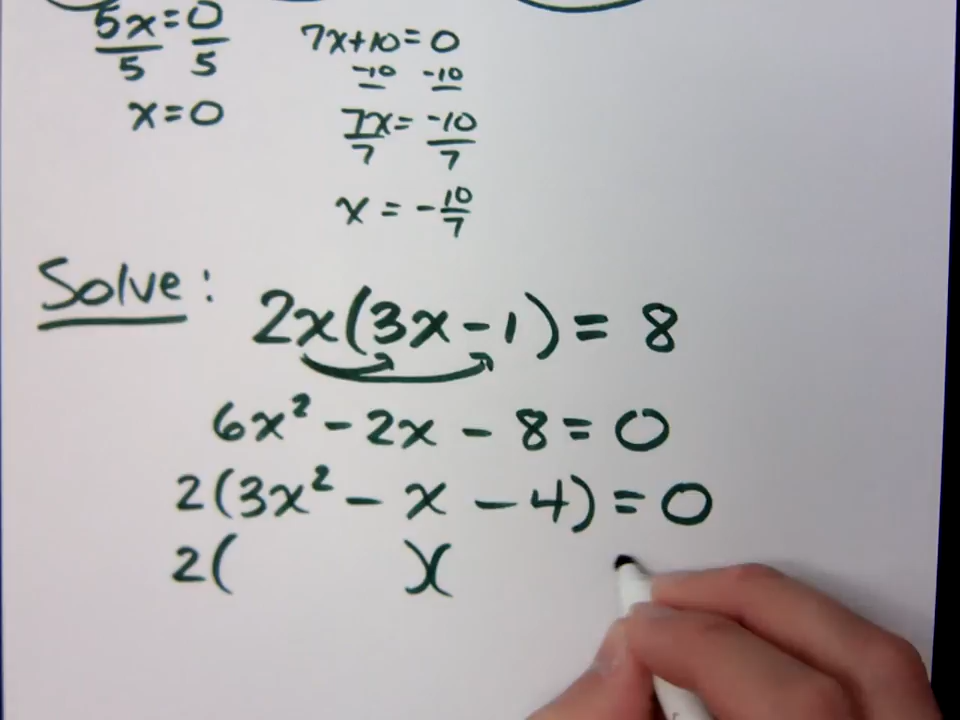 5x=0
5 5
x=0
7x+10=0
-10 -10
7x= -10
7 7
x = -10/7
Solve:
2x(3x-1)=8
6x²-2x-8=0
2(3x²-x-4)=0
2( )(